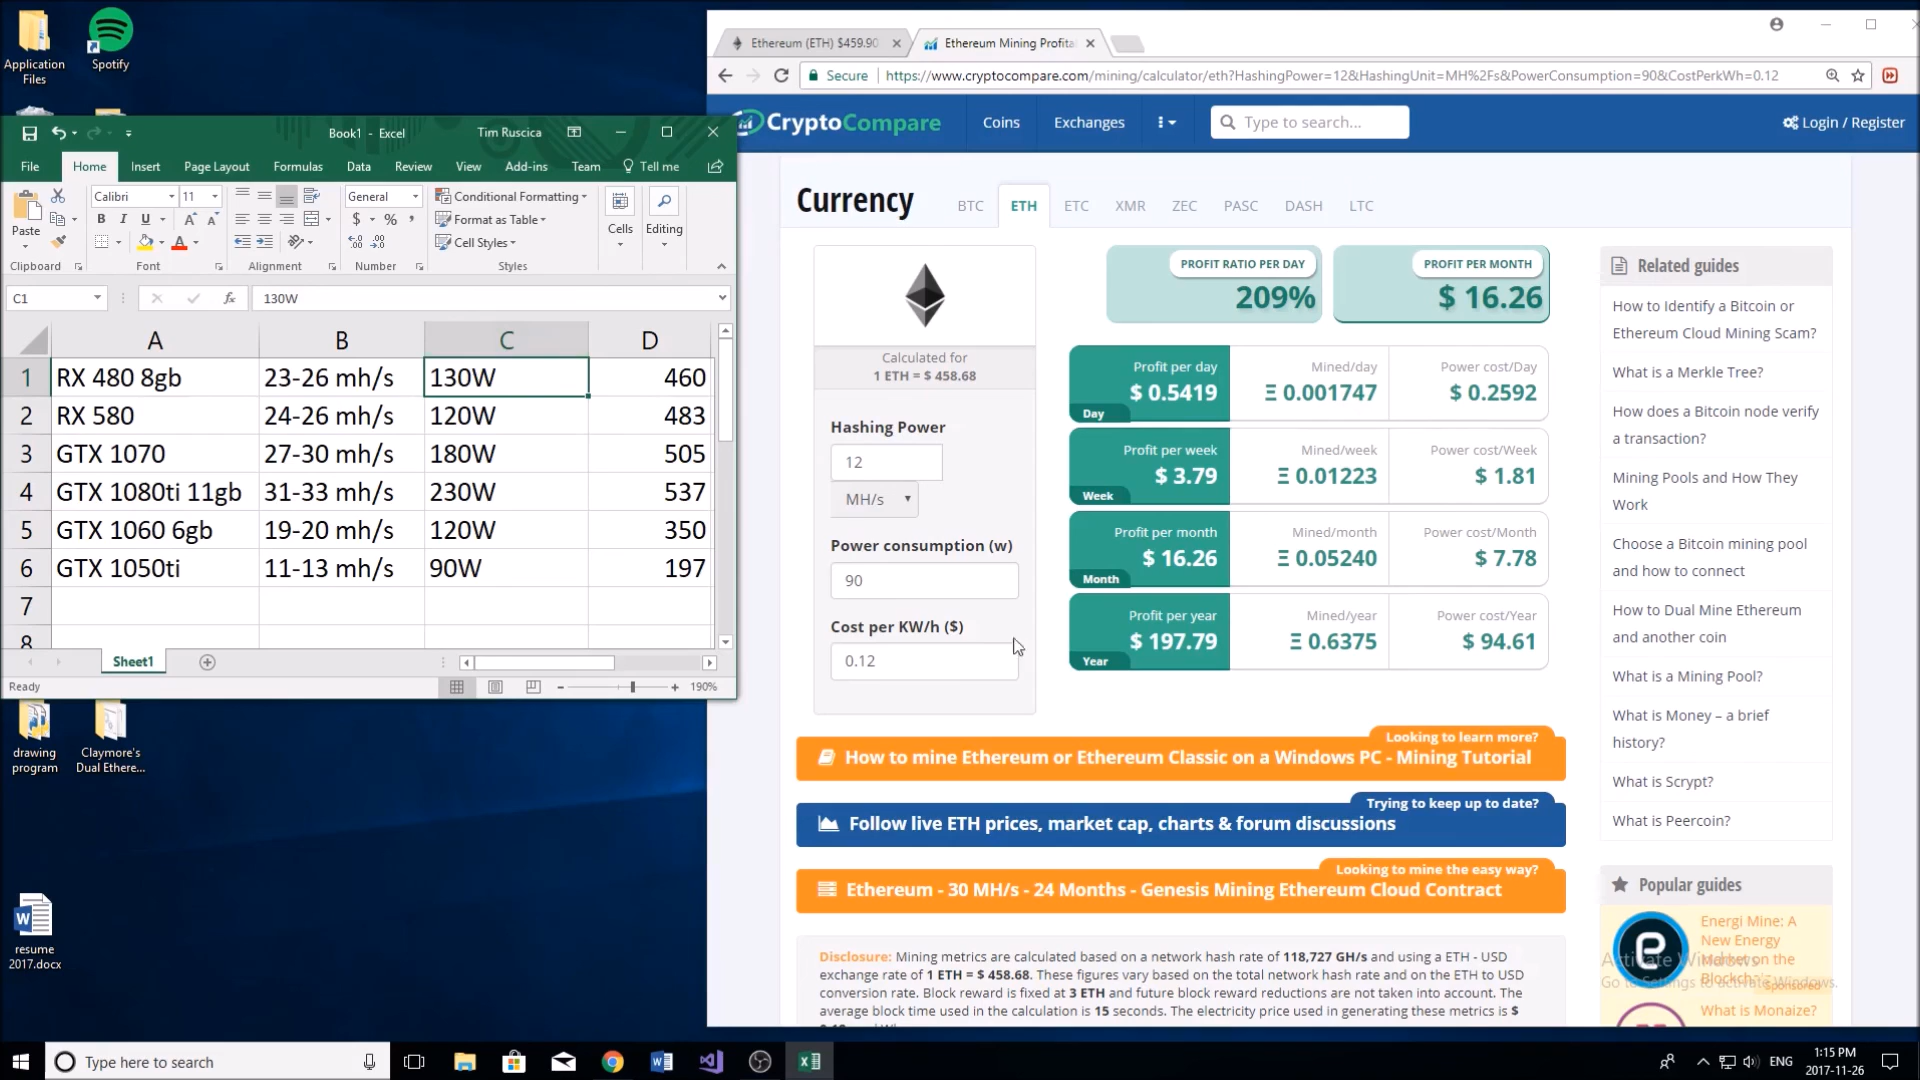 Application
Files
Spotify
drawing
program
Claymore's
Dual Ethere...
resume
2017.docx
Book1 - Excel
Tim Ruscica
File
Home
Insert
Page Layout
Formulas
Data
Review
View
Add-ins
Team
Tell me
Paste
Calibri
11
B I U
A A
General
$ % ,
Conditional Formatting
Format as Table
Cell Styles
Cells
Editing
Clipboard
Font
Alignment
Number
Styles
C1
fx
130W
A B C D
1 RX 480 8gb 23-26 mh/s 130W 460
2 RX 580 24-26 mh/s 120W 483
3 GTX 1070 27-30 mh/s 180W 505
4 GTX 1080ti 11gb 31-33 mh/s 230W 537
5 GTX 1060 6gb 19-20 mh/s 120W 350
6 GTX 1050ti 11-13 mh/s 90W 197
7
8
Sheet1
Ready
190%
Ethereum (ETH) $459.90
Ethereum Mining Profita
Secure
https://www.cryptocompare.com/mining/calculator/eth?HashingPower=12&HashingUnit=MH%2Fs&PowerConsumption=90&CostPerkWh=0.12
CryptoCompare
Coins
Exchanges
Type to search...
Login / Register
Currency
BTC
ETH
ETC
XMR
ZEC
PASC
DASH
LTC
Calculated for
1 ETH = $ 458.68
Hashing Power
12
MH/s
Power consumption (w)
90
Cost per KW/h ($)
0.12
PROFIT RATIO PER DAY
209%
PROFIT PER MONTH
$ 16.26
Profit per day Mined/day Power cost/Day
$ 0.5419 Ξ 0.001747 $ 0.2592
Day
Profit per week Mined/week Power cost/Week
$ 3.79 Ξ 0.01223 $ 1.81
Week
Profit per month Mined/month Power cost/Month
$ 16.26 Ξ 0.05240 $ 7.78
Month
Profit per year Mined/year Power cost/Year
$ 197.79 Ξ 0.6375 $ 94.61
Year
Looking to learn more?
How to mine Ethereum or Ethereum Classic on a Windows PC - Mining Tutorial
Trying to keep up to date?
Follow live ETH prices, market cap, charts & forum discussions
Looking to mine the easy way?
Ethereum - 30 MH/s - 24 Months - Genesis Mining Ethereum Cloud Contract
Disclosure: Mining metrics are calculated based on a network hash rate of 118,727 GH/s and using a ETH - USD
exchange rate of 1 ETH = $ 458.68. These figures vary based on the total network hash rate and on the ETH to USD
conversion rate. Block reward is fixed at 3 ETH and future block reward reductions are not taken into account. The
average block time used in the calculation is 15 seconds. The electricity price used in generating these metrics is $
Related guides
How to Identify a Bitcoin or
Ethereum Cloud Mining Scam?
What is a Merkle Tree?
How does a Bitcoin node verify
a transaction?
Mining Pools and How They
Work
Choose a Bitcoin mining pool
and how to connect
How to Dual Mine Ethereum
and another coin
What is a Mining Pool?
What is Money – a brief
history?
What is Scrypt?
What is Peercoin?
Popular guides
Energi Mine: A
New Energy
Market on the
Blockchain
Sponsored
What is Monaize?
Activate Windows
Go to Settings to activate Windows.
Type here to search
ENG
1:15 PM
2017-11-26